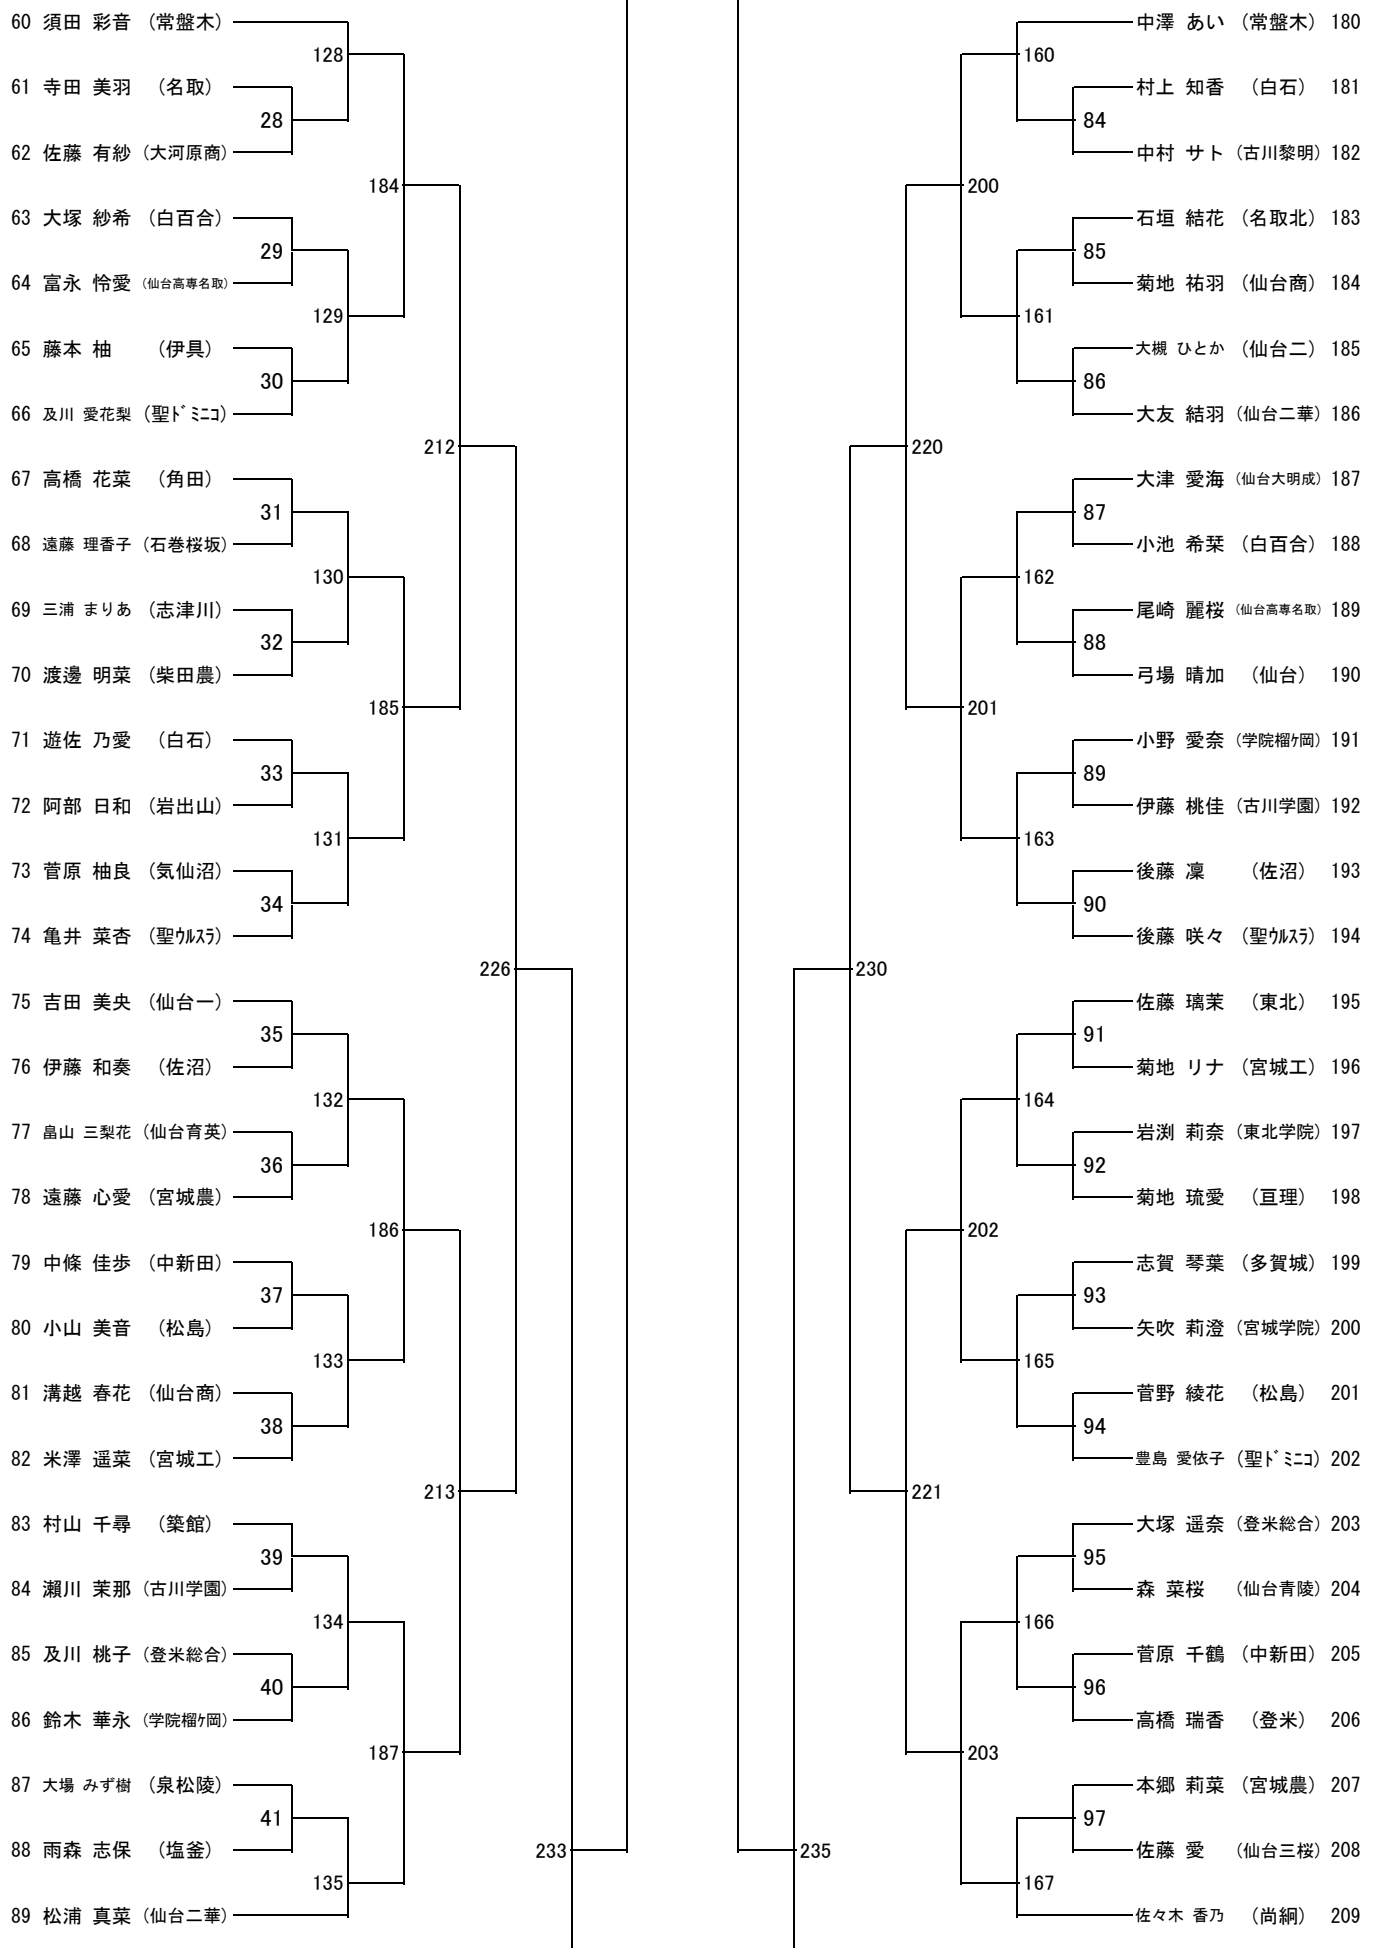 60 須田 彩音 (常盤木)
61 寺田 美羽 (名取)
62 佐藤 有紗 (大河原商)
63 大塚 紗希 (白百合)
64 富永 怜愛 (仙台高専名取)
65 藤本 柚 (伊具)
66 及川 愛花梨 (聖ﾄﾞﾐﾆｺ)
67 高橋 花菜 (角田)
68 遠藤 理香子 (石巻桜坂)
69 三浦 まりあ (志津川)
70 渡邊 明菜 (柴田農)
71 遊佐 乃愛 (白石)
72 阿部 日和 (岩出山)
73 菅原 柚良 (気仙沼)
74 亀井 菜杏 (聖ｳﾙｽﾗ)
75 吉田 美央 (仙台一)
76 伊藤 和奏 (佐沼)
77 畠山 三梨花 (仙台育英)
78 遠藤 心愛 (宮城農)
79 中條 佳歩 (中新田)
80 小山 美音 (松島)
81 溝越 春花 (仙台商)
82 米澤 遥菜 (宮城工)
83 村山 千尋 (築館)
84 瀬川 茉那 (古川学園)
85 及川 桃子 (登米総合)
86 鈴木 華永 (学院榴ｹ岡)
87 大場 みず樹 (泉松陵)
88 雨森 志保 (塩釜)
89 松浦 真菜 (仙台二華)
28
29
30
31
32
33
34
35
36
37
38
39
40
41
128
129
130
131
132
133
134
135
184
185
186
187
212
213
226
233
235
230
220
221
200
201
202
203
160
161
162
163
164
165
166
167
84
85
86
87
88
89
90
91
92
93
94
95
96
97
中澤 あい (常盤木) 180
村上 知香 (白石) 181
中村 サト (古川黎明) 182
石垣 結花 (名取北) 183
菊地 祐羽 (仙台商) 184
大槻 ひとか (仙台二) 185
大友 結羽 (仙台二華) 186
大津 愛海 (仙台大明成) 187
小池 希栞 (白百合) 188
尾崎 麗桜 (仙台高専名取) 189
弓場 晴加 (仙台) 190
小野 愛奈 (学院榴ｹ岡) 191
伊藤 桃佳 (古川学園) 192
後藤 凜 (佐沼) 193
後藤 咲々 (聖ｳﾙｽﾗ) 194
佐藤 璃茉 (東北) 195
菊地 リナ (宮城工) 196
岩渕 莉奈 (東北学院) 197
菊地 琉愛 (亘理) 198
志賀 琴葉 (多賀城) 199
矢吹 莉澄 (宮城学院) 200
菅野 綾花 (松島) 201
豊島 愛依子 (聖ﾄﾞﾐﾆｺ) 202
大塚 遥奈 (登米総合) 203
森 菜桜 (仙台青陵) 204
菅原 千鶴 (中新田) 205
高橋 瑞香 (登米) 206
本郷 莉菜 (宮城農) 207
佐藤 愛 (仙台三桜) 208
佐々木 香乃 (尚絅) 209